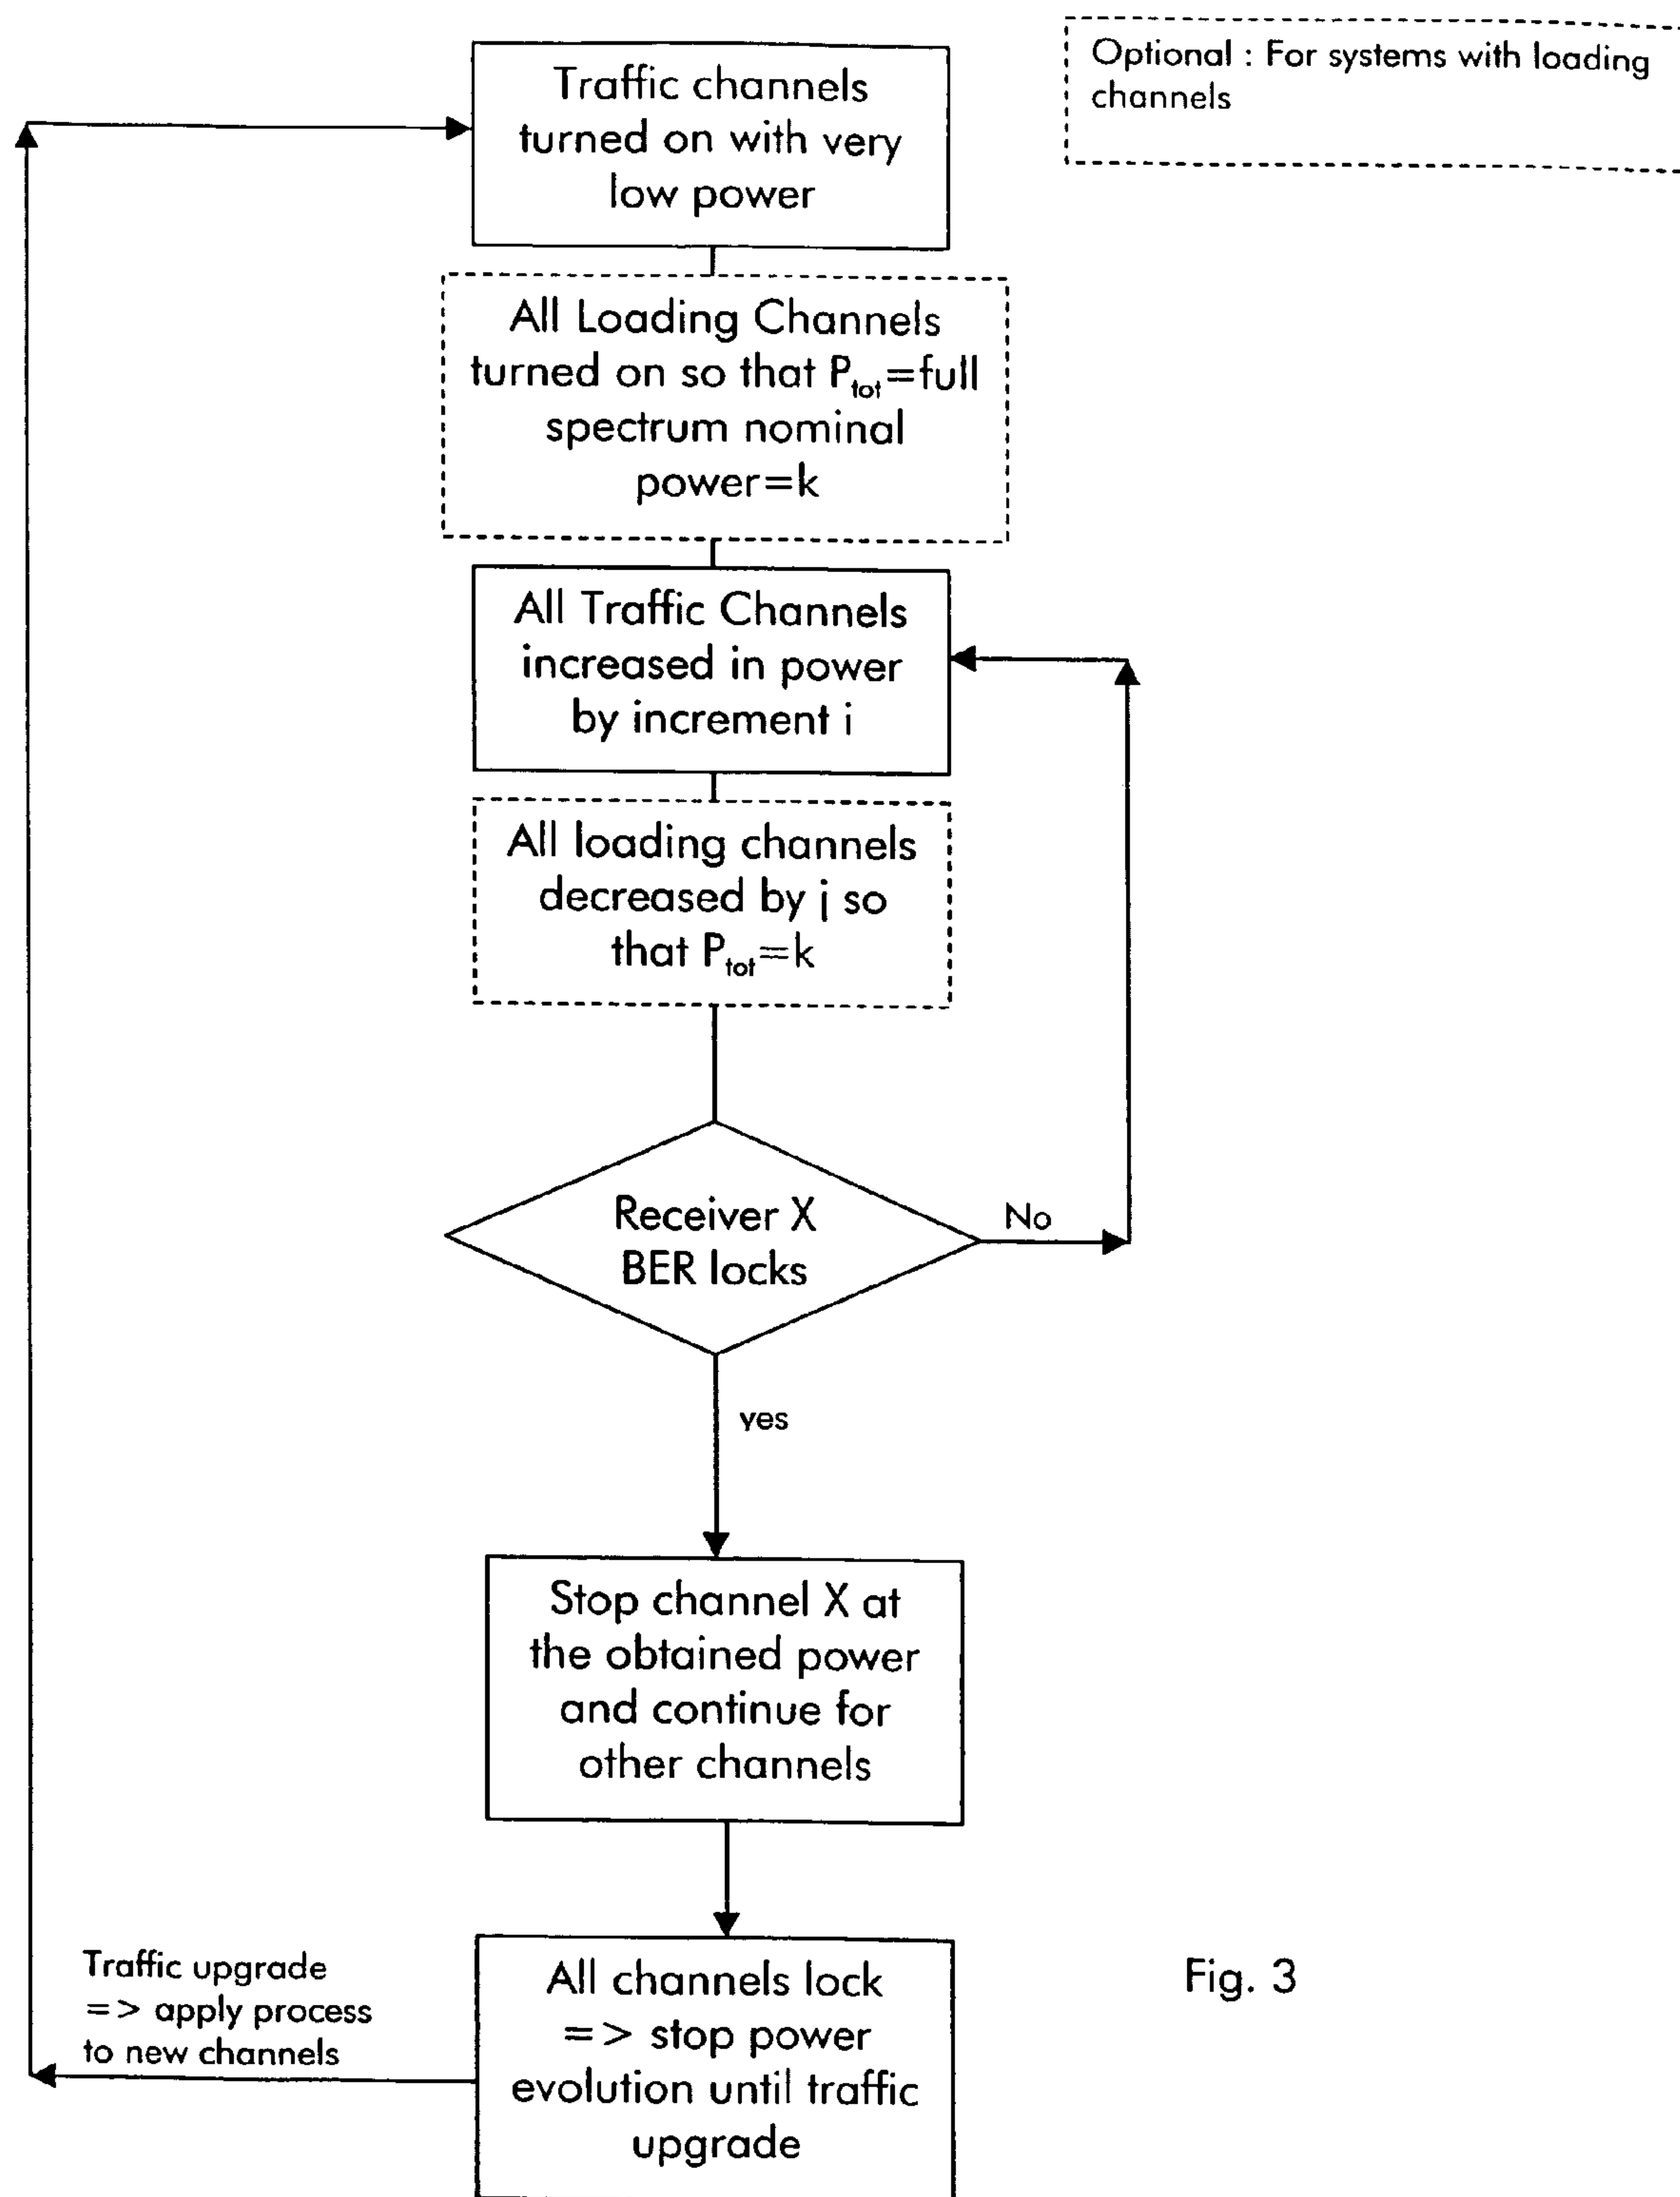 Optional : For systems with loading
channels
Traffic channels
turned on with very
low power
All Loading Channels
turned on so that Ptot=full
spectrum nominal
power=k
All Traffic Channels
increased in power
by increment i
All loading channels
decreased by j so
that Ptot=k
Receiver X
BER locks
No
yes
Stop channel X at
the obtained power
and continue for
other channels
All channels lock
=> stop power
evolution until traffic
upgrade
Traffic upgrade
=> apply process
to new channels
Fig. 3